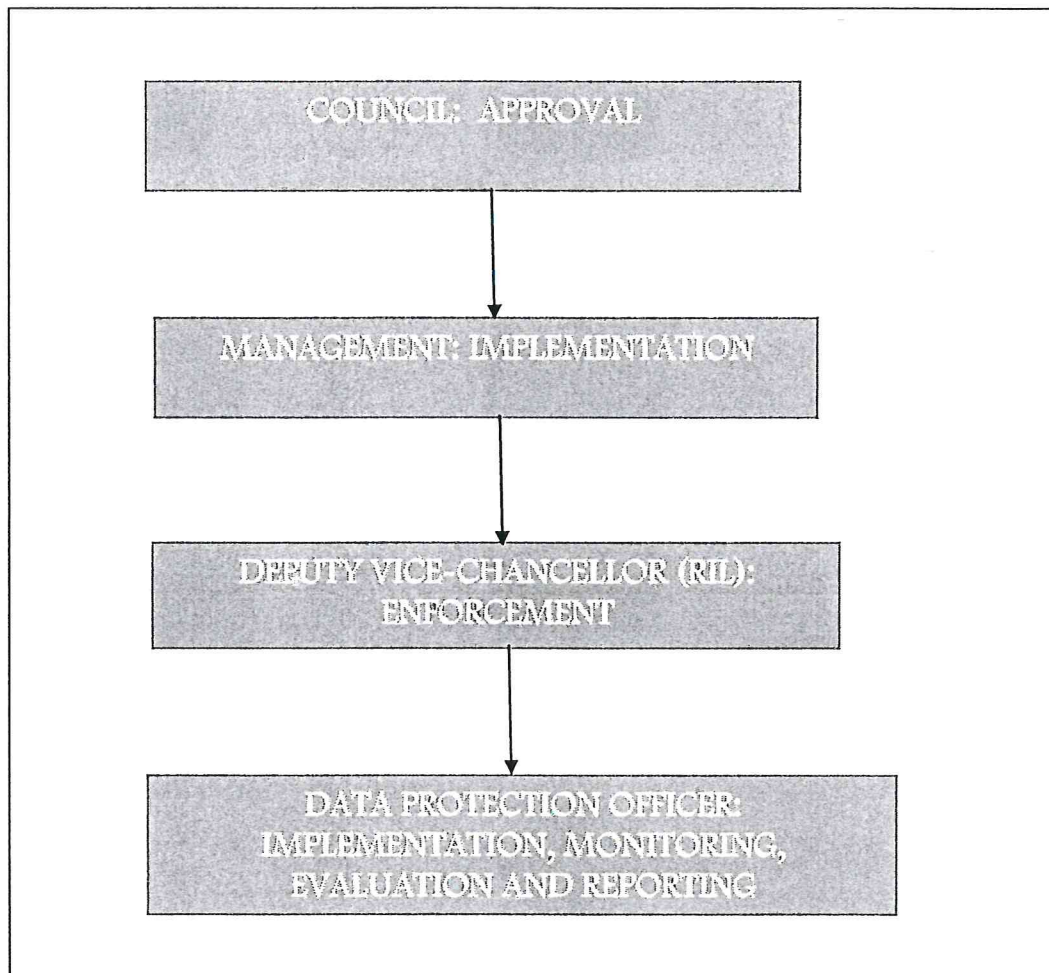 COUNCIL: APPROVAL
MANAGEMENT: IMPLEMENTATION
DEPUTY VICE-CHANCELLOR (RIL):
ENFORCEMENT
DATA PROTECTION OFFICER:
IMPLEMENTATION, MONITORING,
EVALUATION AND REPORTING